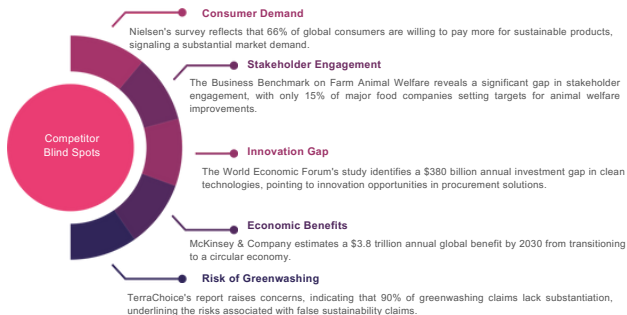 Consumer Demand
Nielsen's survey reflects that 66% of global consumers are willing to pay more for sustainable products,
signaling a substantial market demand.
Stakeholder Engagement
The Business Benchmark on Farm Animal Welfare reveals a significant gap in stakeholder
engagement, with only 15% of major food companies setting targets for animal welfare
improvements.
Competitor
Blind Spots
Innovation Gap
The World Economic Forum's study identifies a $380 billion annual investment gap in clean
technologies, pointing to innovation opportunities in procurement solutions.
Economic Benefits
McKinsey & Company estimates a $3.8 trillion annual global benefit by 2030 from transitioning
to a circular economy.
Risk of Greenwashing
TerraChoice's report raises concerns, indicating that 90% of greenwashing claims lack substantiation,
underlining the risks associated with false sustainability claims.